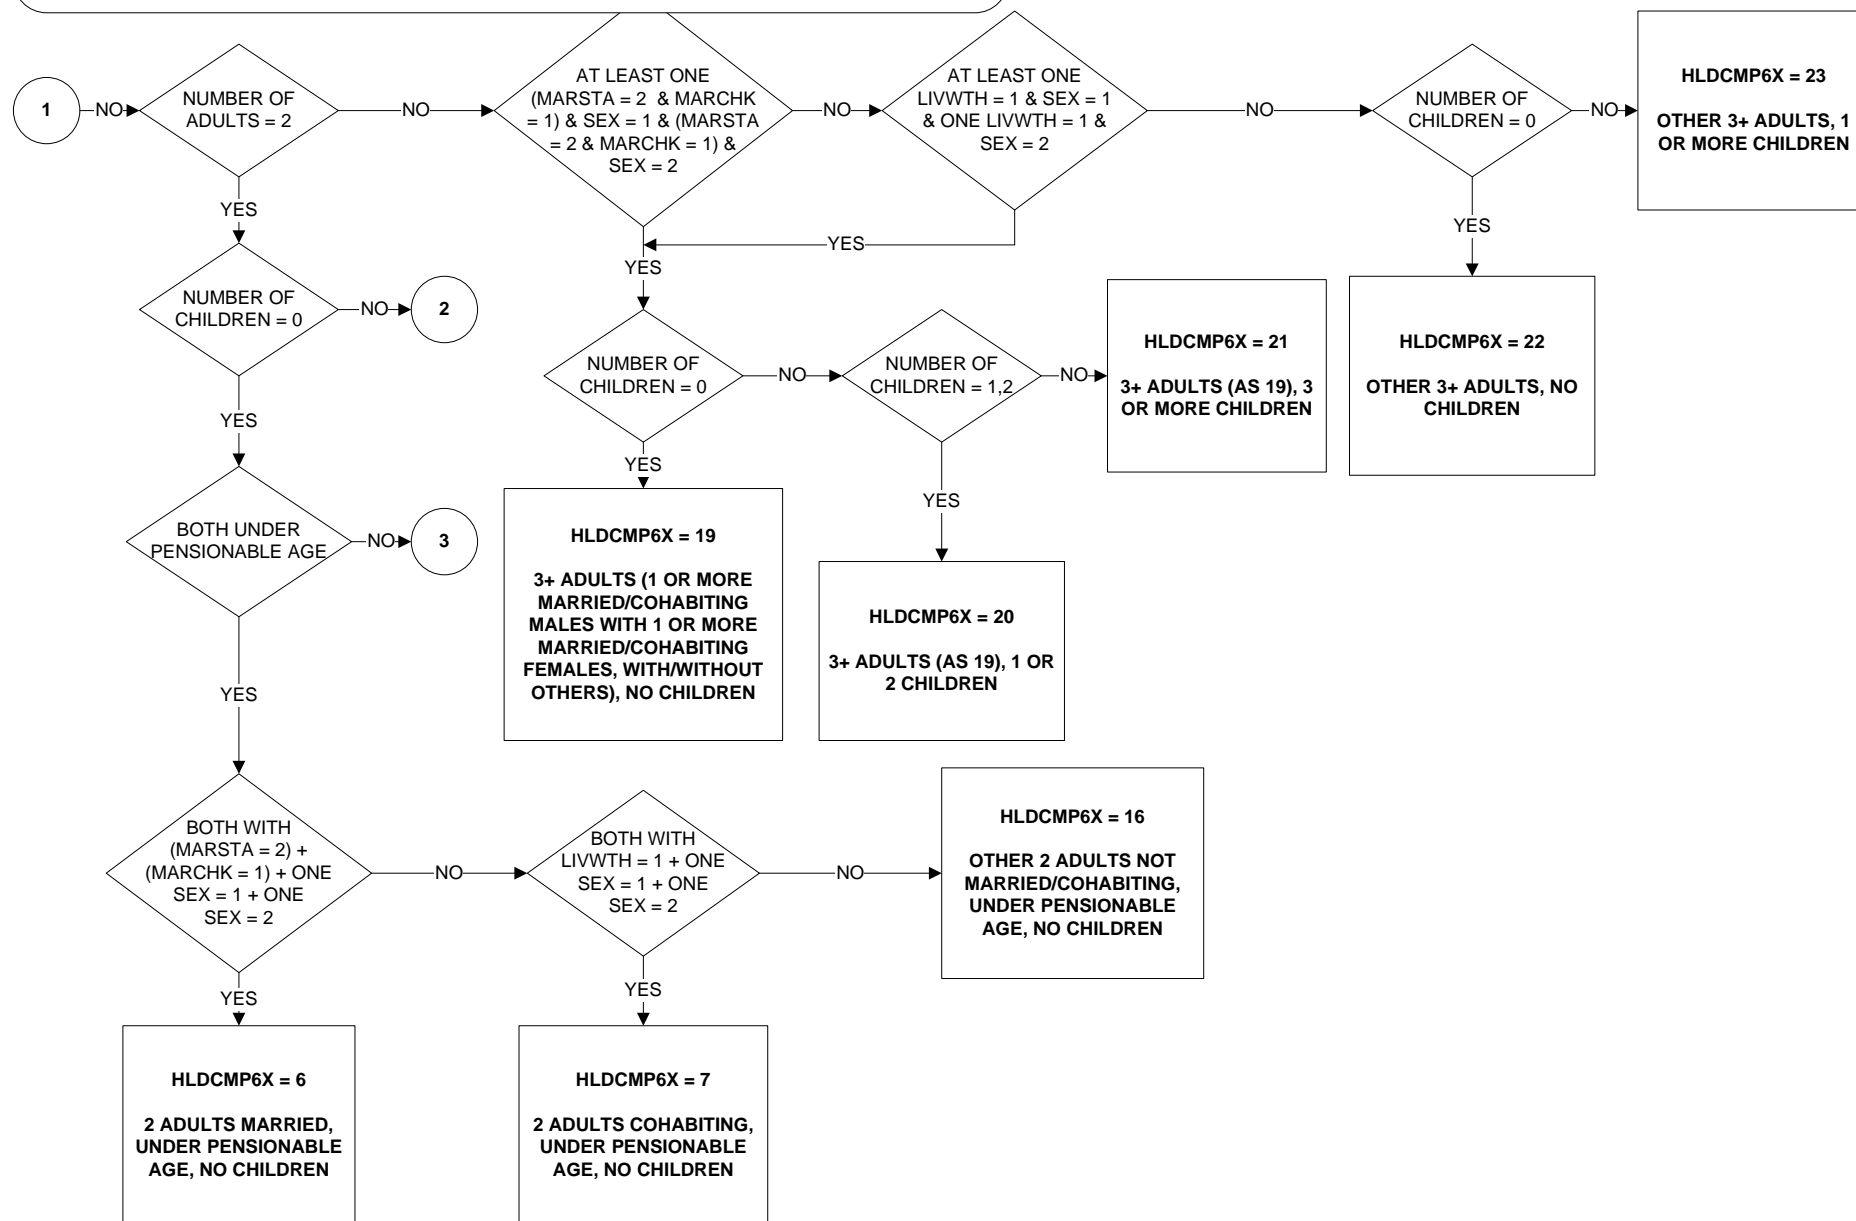 1
NO
NUMBER OF
ADULTS = 2
NO
AT LEAST ONE
(MARSTA = 2 & MARCHK
= 1) & SEX = 1 & (MARSTA
= 2 & MARCHK = 1) &
SEX = 2
NO
AT LEAST ONE
LIVWTH = 1 & SEX = 1
& ONE LIVWTH = 1 &
SEX = 2
NO
NUMBER OF
CHILDREN = 0
NO
HLDCMP6X = 23
OTHER 3+ ADULTS, 1
OR MORE CHILDREN
YES
YES
YES
YES
NUMBER OF
CHILDREN = 0
NO
2
NUMBER OF
CHILDREN = 0
NO
NUMBER OF
CHILDREN = 1,2
NO
HLDCMP6X = 21
3+ ADULTS (AS 19), 3
OR MORE CHILDREN
HLDCMP6X = 22
OTHER 3+ ADULTS, NO
CHILDREN
YES
YES
YES
BOTH UNDER
PENSIONABLE AGE
NO
3
HLDCMP6X = 19
3+ ADULTS (1 OR MORE
MARRIED/COHABITING
MALES WITH 1 OR MORE
MARRIED/COHABITING
FEMALES, WITH/WITHOUT
OTHERS), NO CHILDREN
HLDCMP6X = 20
3+ ADULTS (AS 19), 1 OR
2 CHILDREN
YES
BOTH WITH
(MARSTA = 2) +
(MARCHK = 1) + ONE
SEX = 1 + ONE
SEX = 2
NO
BOTH WITH
LIVWTH = 1 + ONE
SEX = 1 + ONE
SEX = 2
NO
HLDCMP6X = 16
OTHER 2 ADULTS NOT
MARRIED/COHABITING,
UNDER PENSIONABLE
AGE, NO CHILDREN
YES
YES
HLDCMP6X = 6
2 ADULTS MARRIED,
UNDER PENSIONABLE
AGE, NO CHILDREN
HLDCMP6X = 7
2 ADULTS COHABITING,
UNDER PENSIONABLE
AGE, NO CHILDREN